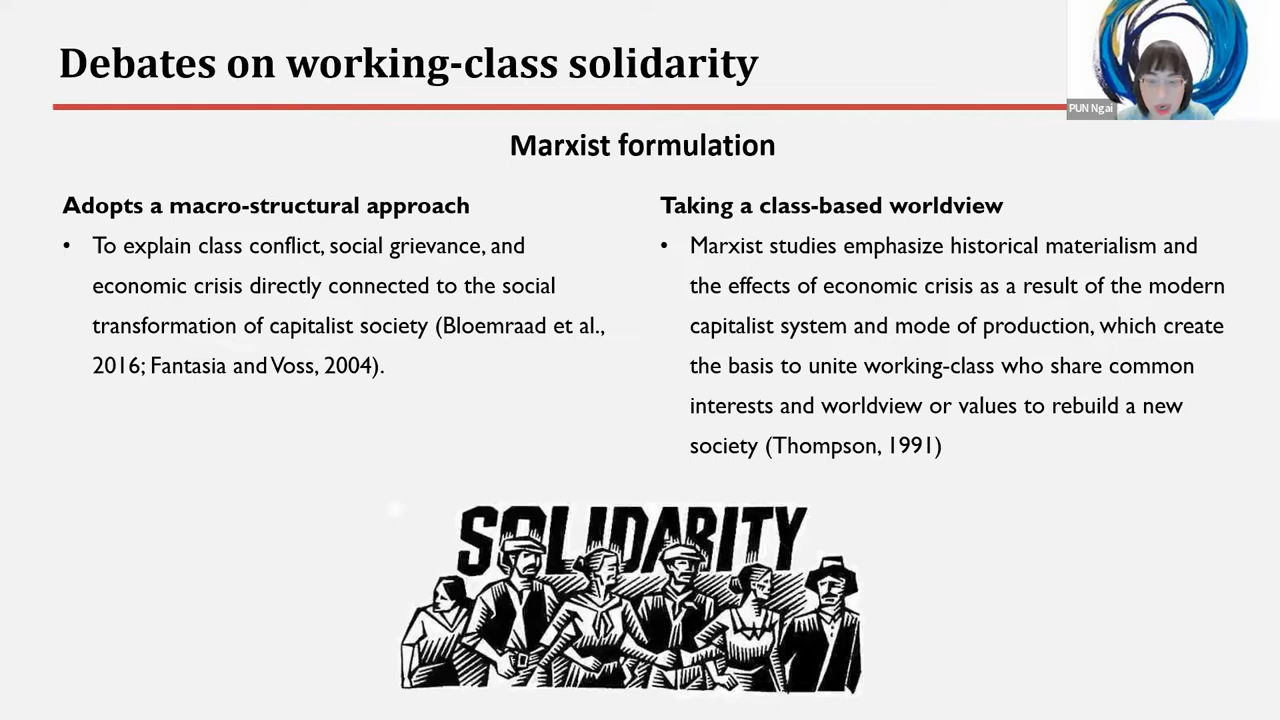 Debates on working-class solidarity
PUN Ngai
Marxist formulation
Adopts a macro-structural approach
• To explain class conflict, social grievance, and
economic crisis directly connected to the social
transformation of capitalist society (Bloemraad et al.,
2016; Fantasia and Voss, 2004).
Taking a class-based worldview
• Marxist studies emphasize historical materialism and
the effects of economic crisis as a result of the modern
capitalist system and mode of production, which create
the basis to unite working-class who share common
interests and worldview or values to rebuild a new
society (Thompson, 1991)
SOLIDARITY